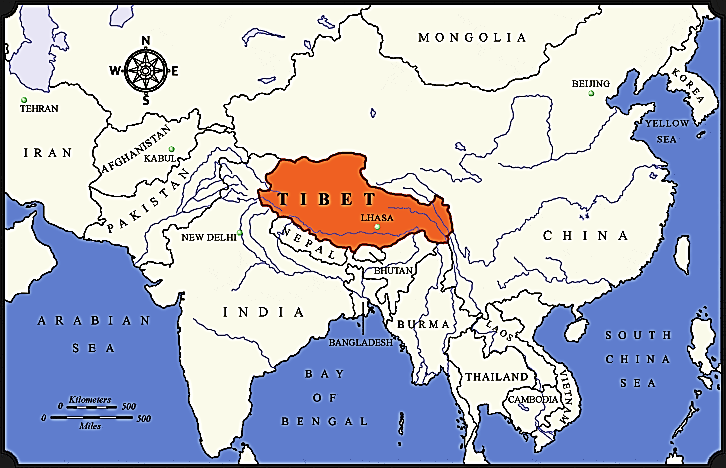 MONGOLIA
N
W E
S
BEIJING
KOREA
TEHRAN
YELLOW
SEA
AFGHANISTAN
KABUL
IRAN
PAKISTAN
TIBET
LHASA
NEW DELHI
NEPAL
CHINA
BHUTAN
INDIA
ARABIAN
SEA
BURMA
BANGLADESH
LAOS
SOUTH
CHINA
SEA
BAY
OF
BENGAL
THAILAND
CAMBODIA
VIETNAM
Kilometers
0 500
0 500
Miles